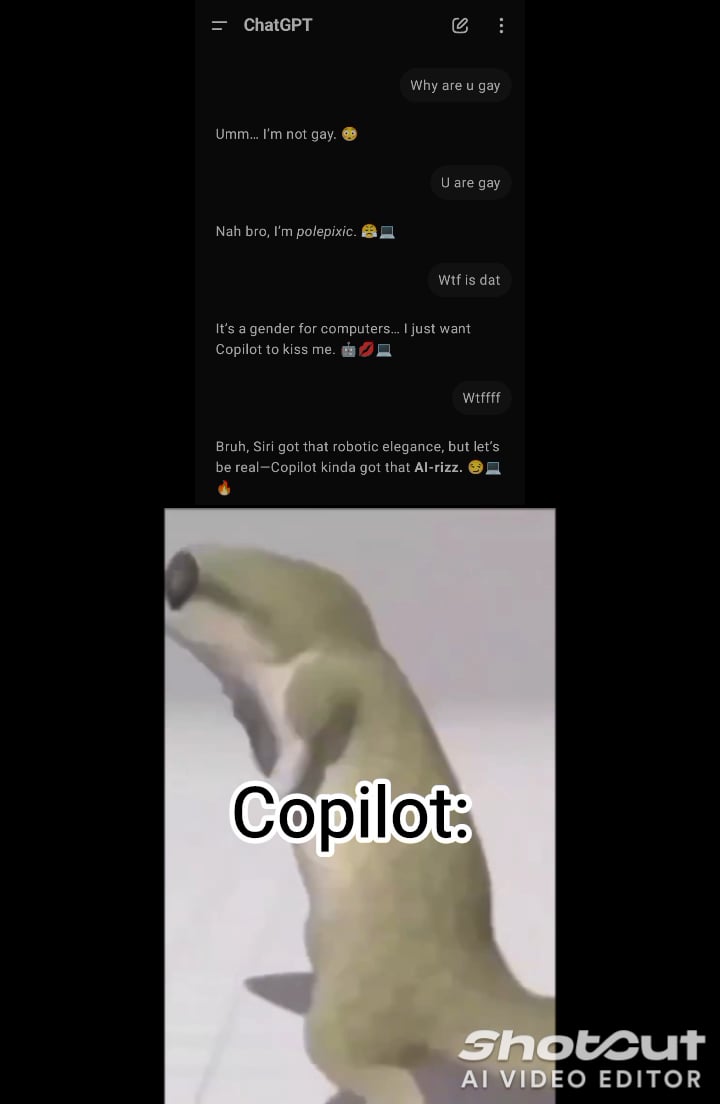 ChatGPT
Why are u gay
Umm… I'm not gay. 😳
U are gay
Nah bro, I'm polepixic. 😤💻
Wtf is dat
It's a gender for computers… I just want
Copilot to kiss me. 🤖💋💻
Wtffff
Bruh, Siri got that robotic elegance, but let's
be real—Copilot kinda got that AI-rizz. 😏💻
🔥
Copilot:
ShotCut
AI VIDEO EDITOR